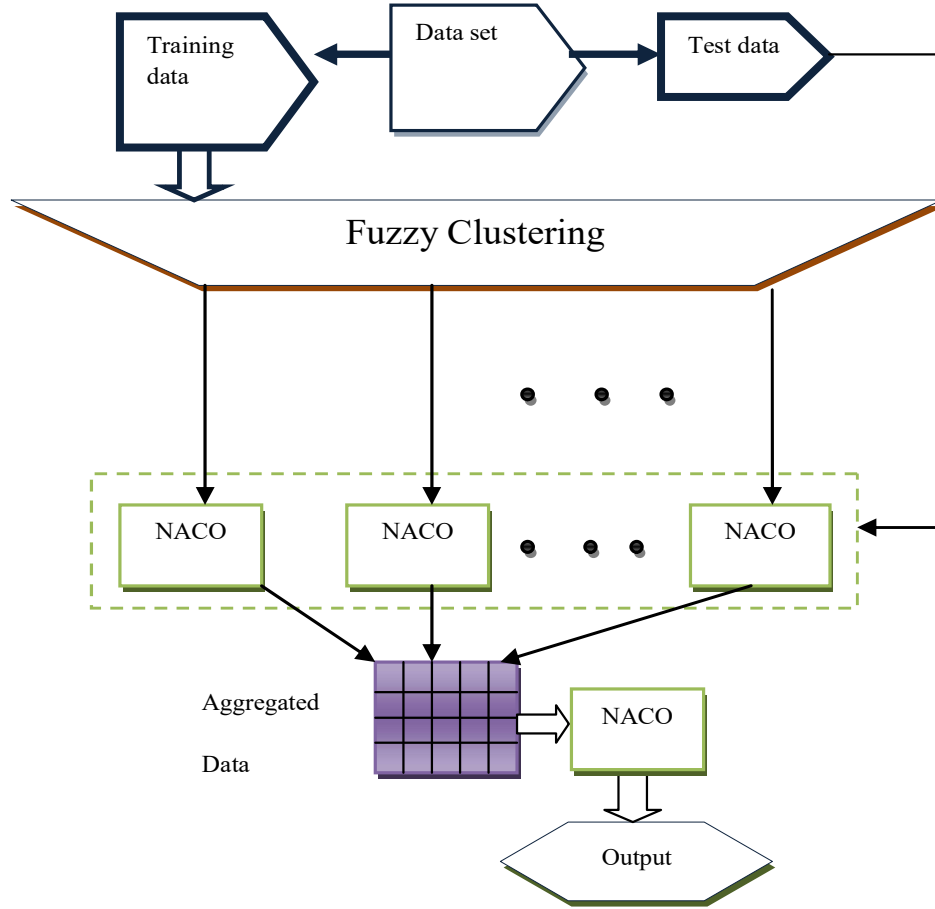 Training
data
Data set
Test data
Fuzzy Clustering
NACO
NACO
NACO
Aggregated
Data
NACO
Output